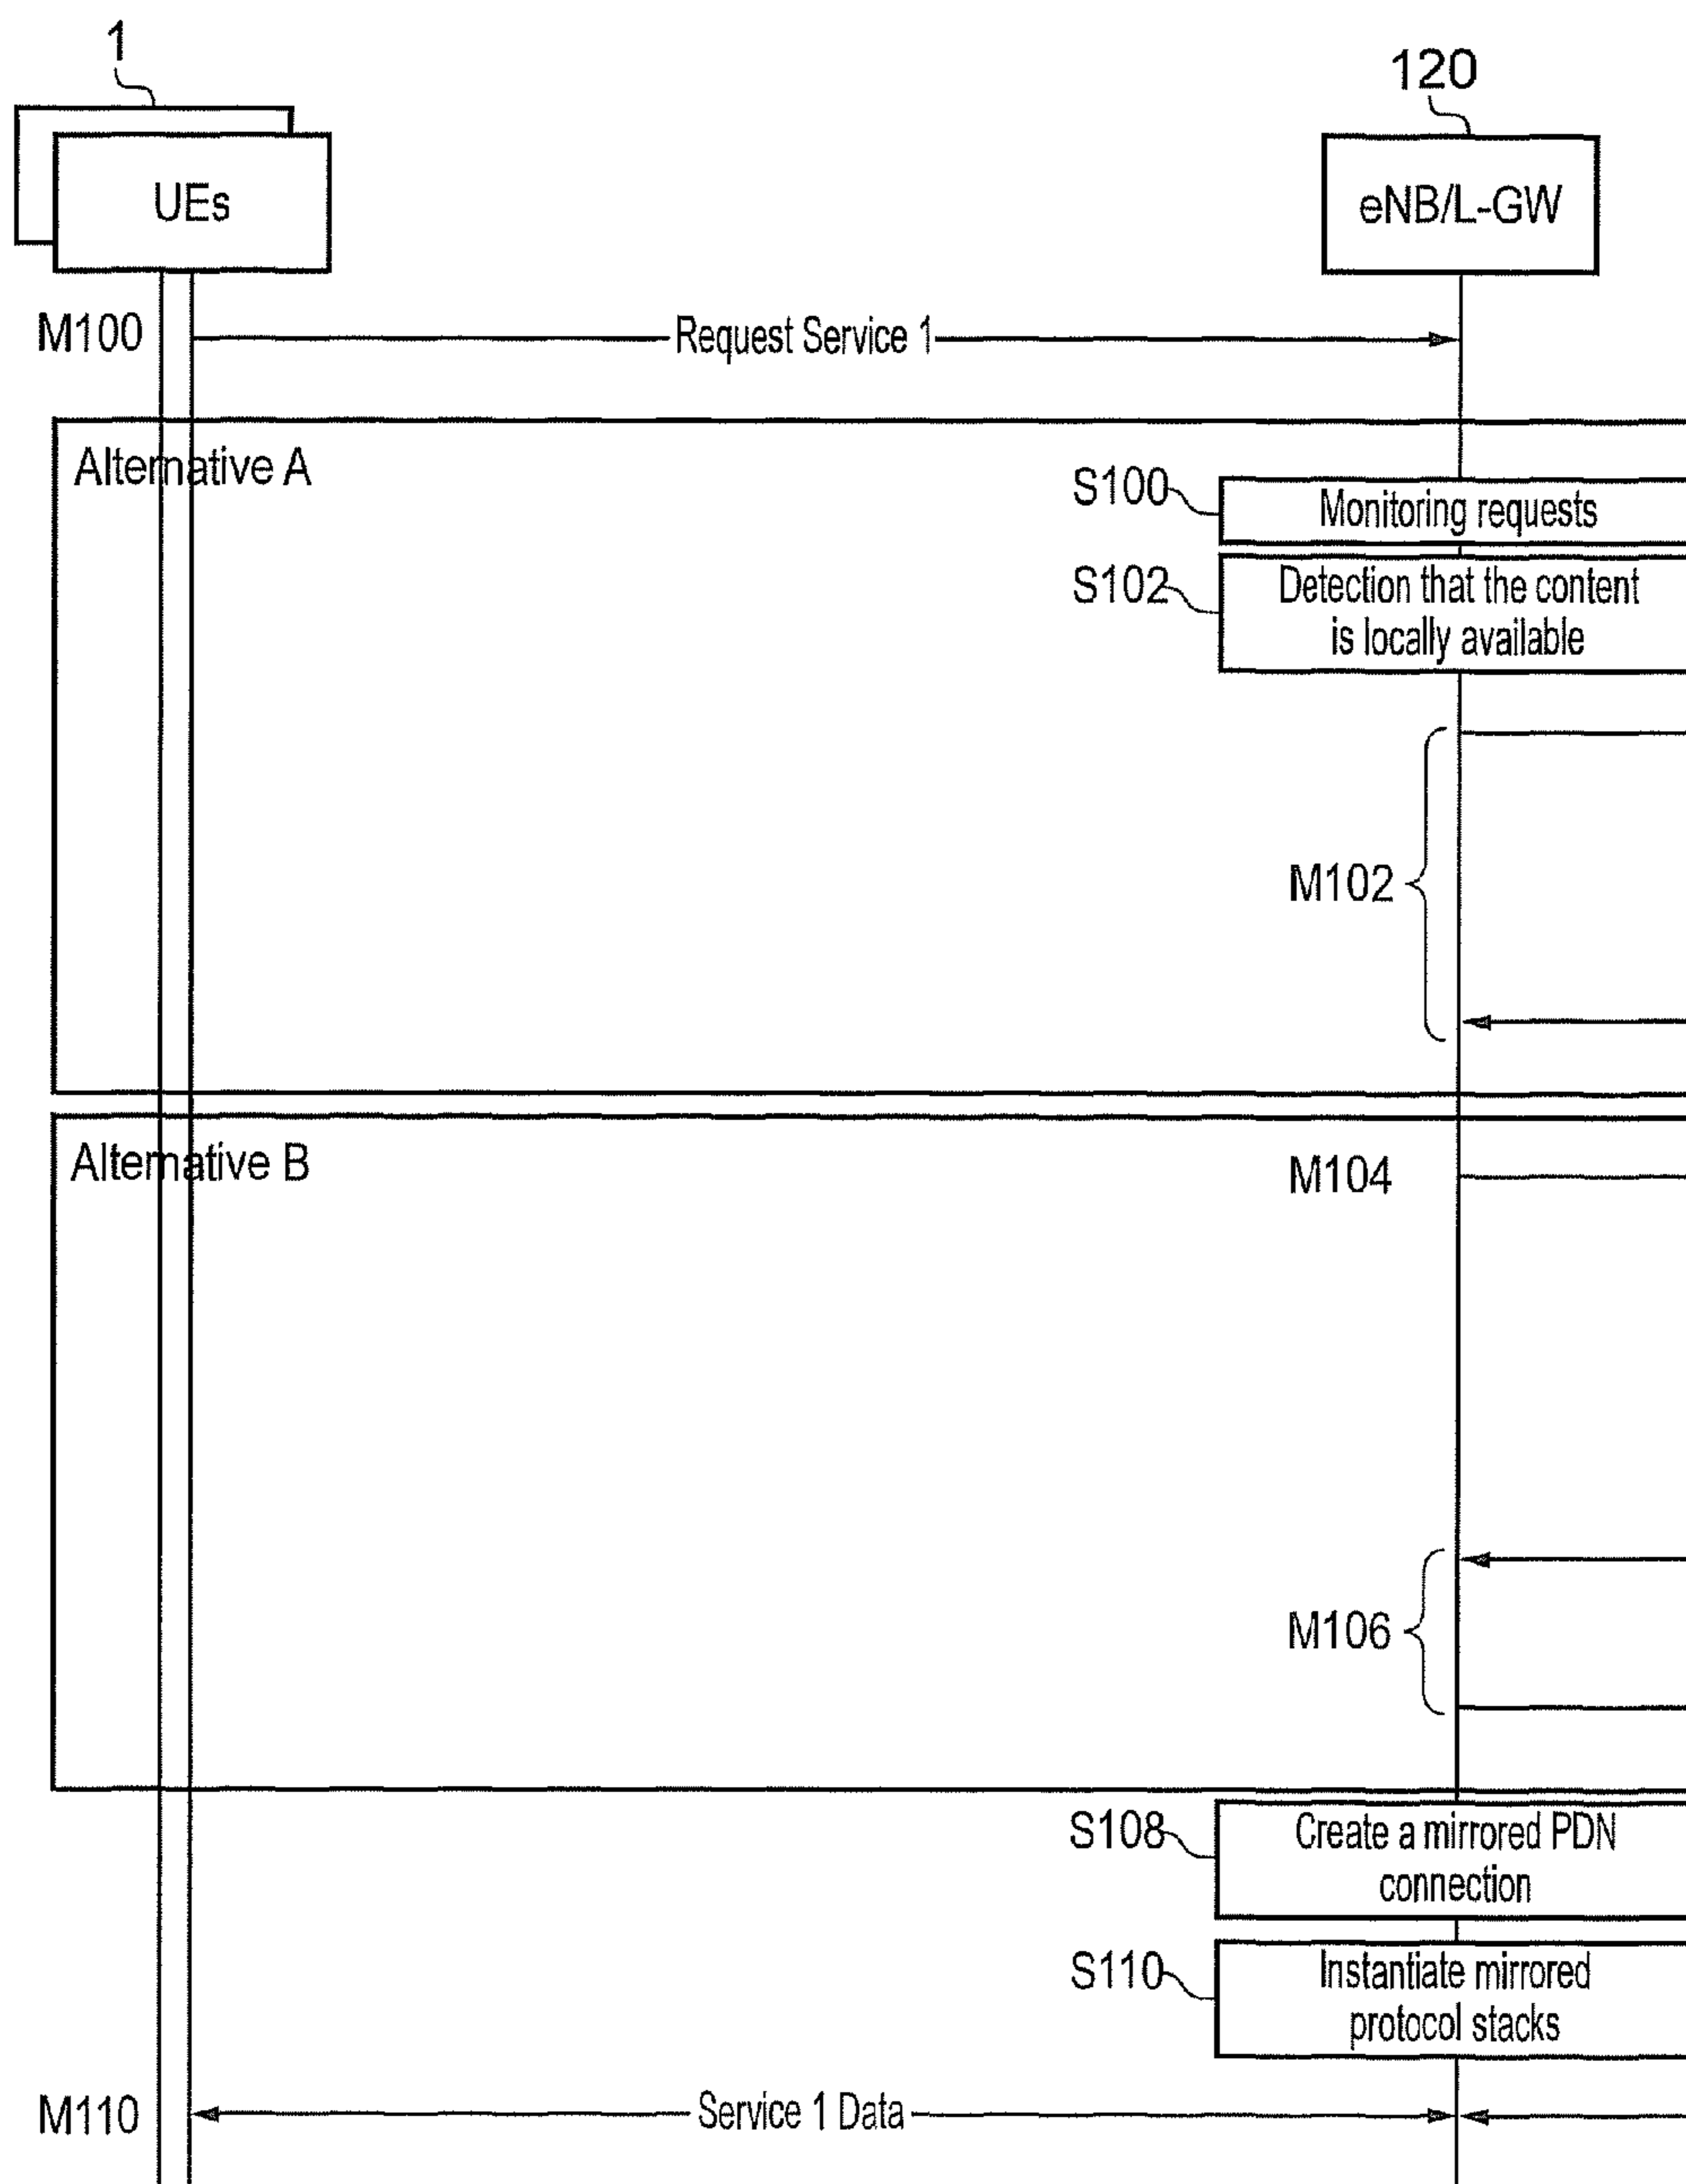 1
120
UEs
eNB/L-GW
M100
Request Service 1
Alternative A
S100
Monitoring requests
S102
Detection that the content
is locally available
M102
Alternative B
M104
M106
S108
Create a mirrored PDN
connection
S110
Instantiate mirrored
protocol stacks
M110
Service 1 Data